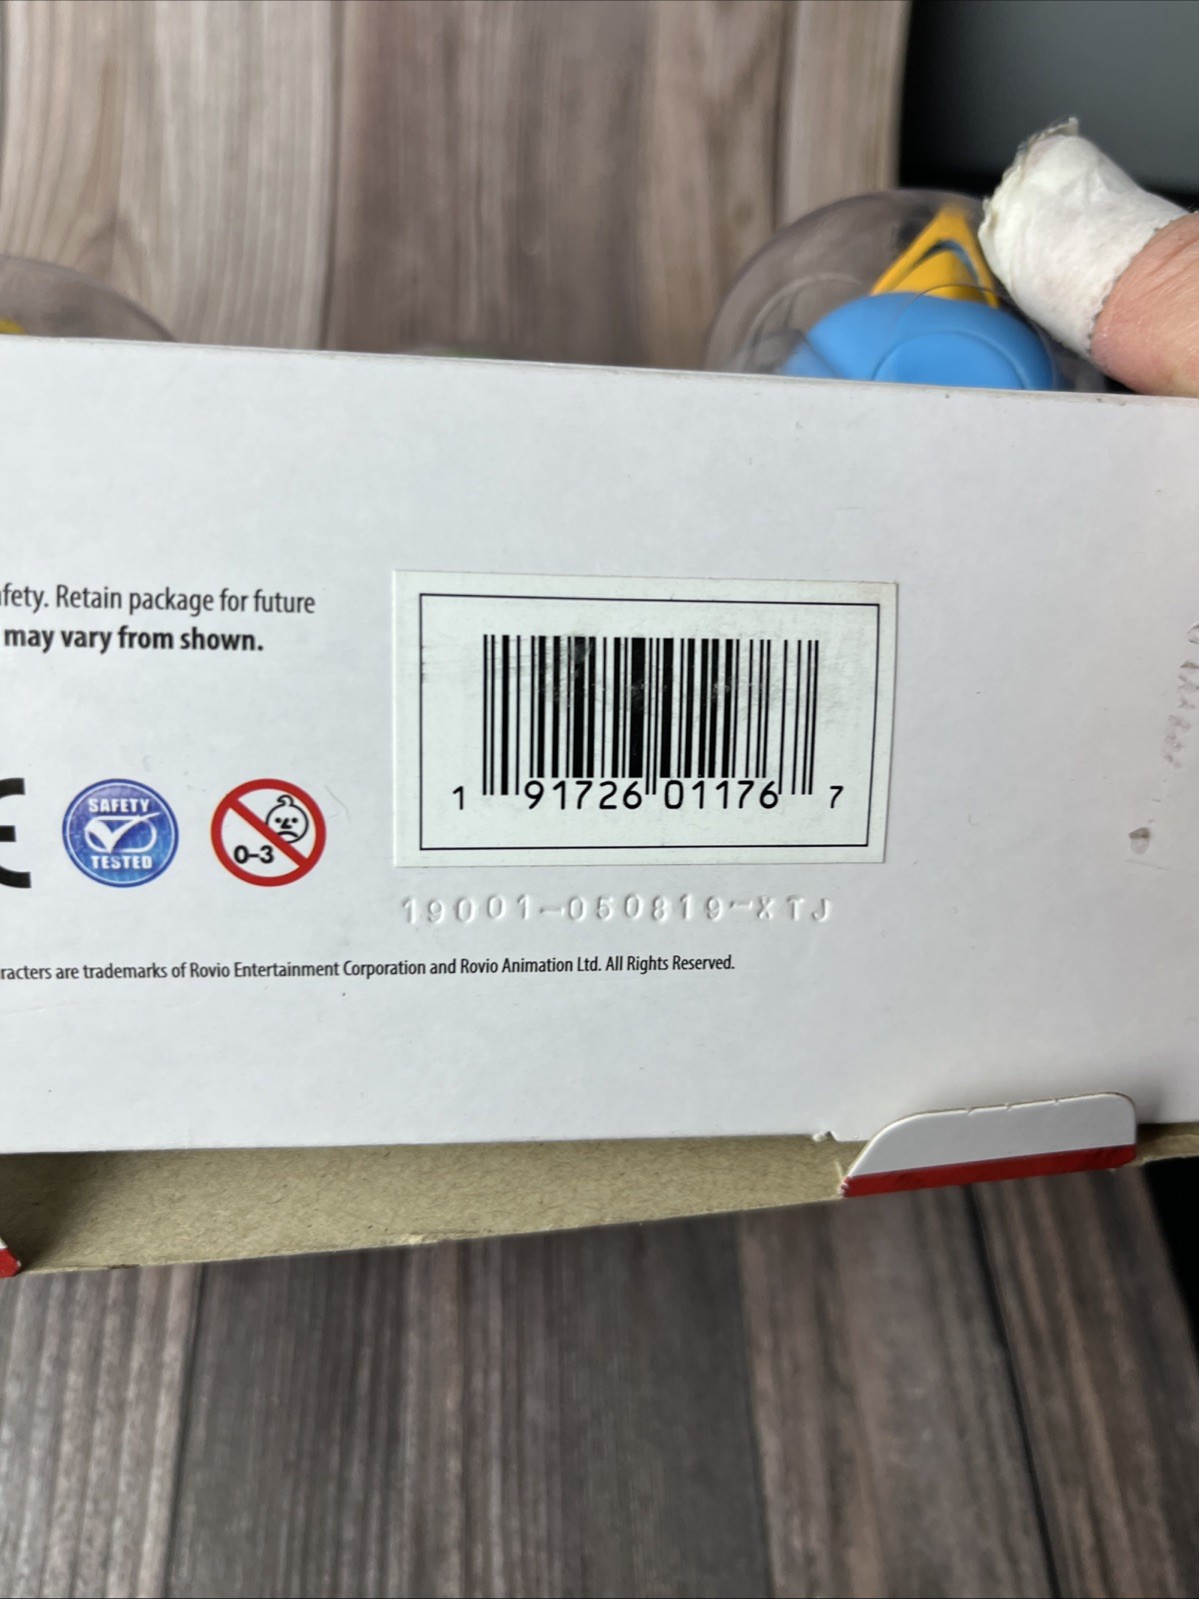 fety. Retain package for future
may vary from shown.
1 91726 01176 7
SAFETY
TESTED
0-3
19001-050819-XTJ
racters are trademarks of Rovio Entertainment Corporation and Rovio Animation Ltd. All Rights Reserved.